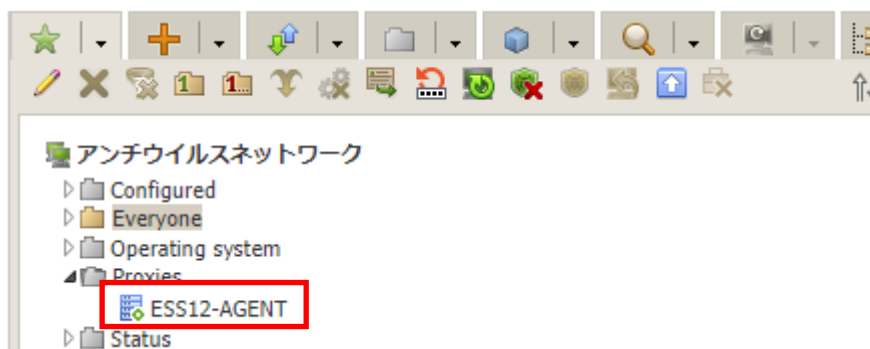 アンチウイルスネットワーク
Configured
Everyone
Operating system
Proxies
ESS12-AGENT
Status